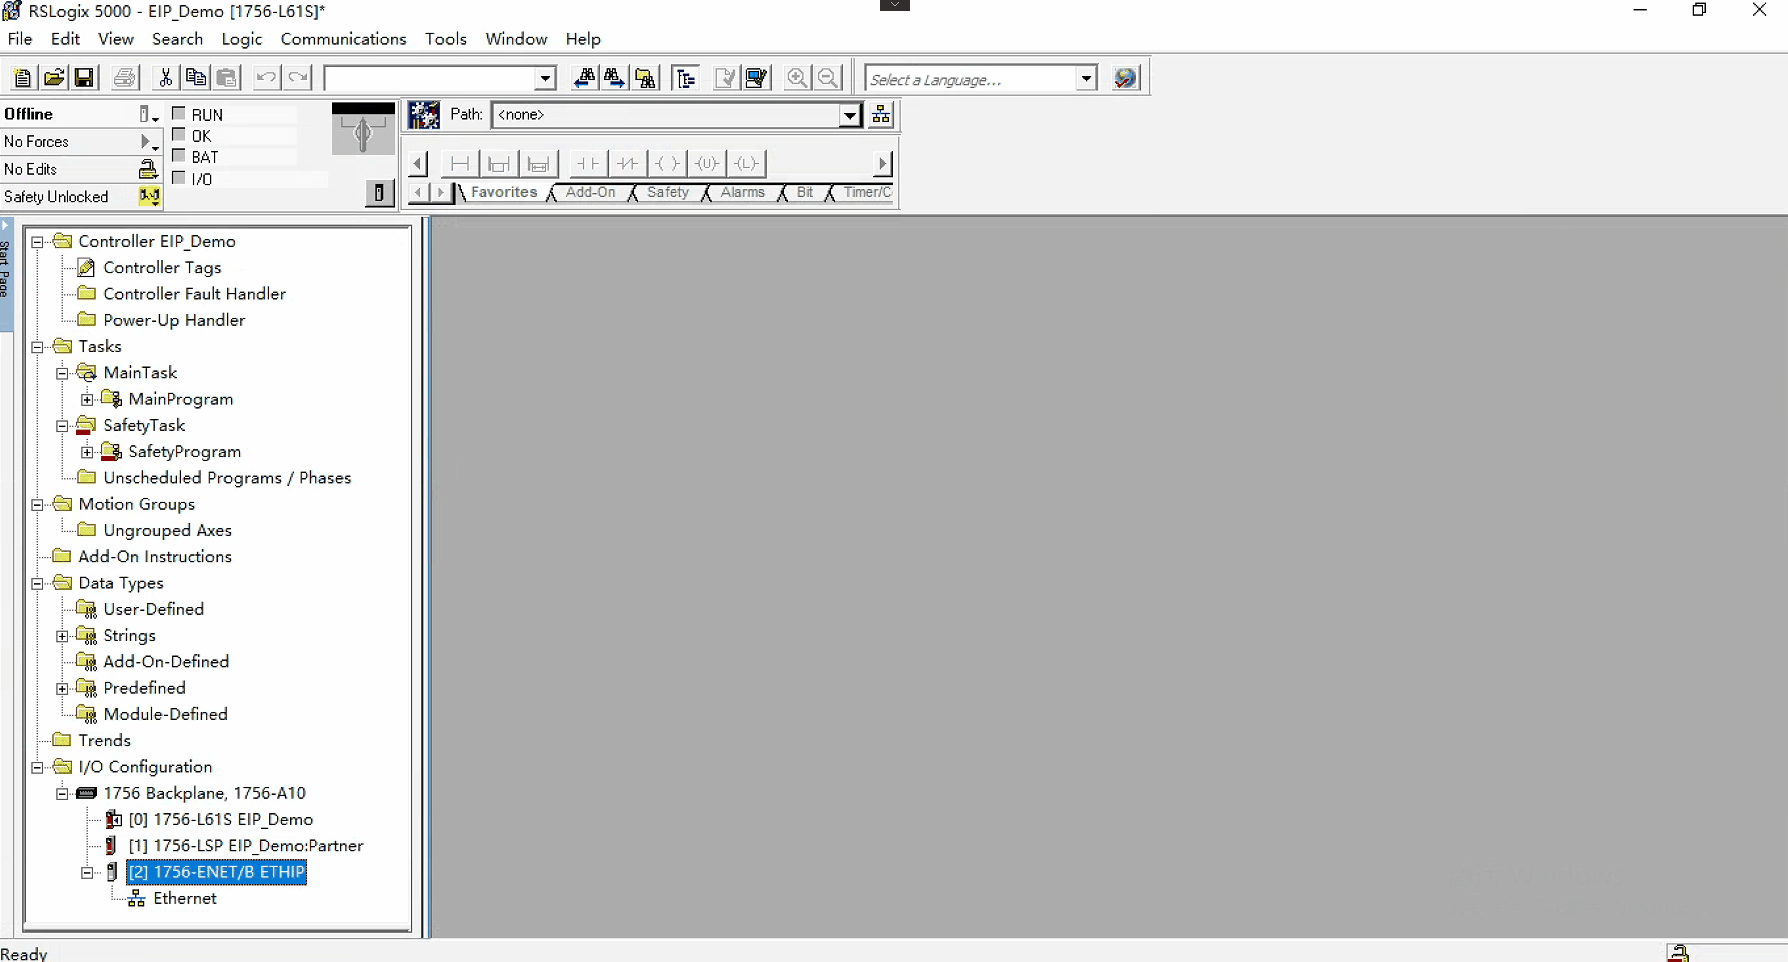 RSLogix 5000 - EIP_Demo [1756-L61S]*
File Edit View Search Logic Communications Tools Window Help
Select a Language...
Offline
RUN
Path: <none>
No Forces
OK
BAT
No Edits
I/O
Safety Unlocked
Favorites Add-On Safety Alarms Bit Timer/C
Start Page
Controller EIP_Demo
Controller Tags
Controller Fault Handler
Power-Up Handler
Tasks
MainTask
MainProgram
SafetyTask
SafetyProgram
Unscheduled Programs / Phases
Motion Groups
Ungrouped Axes
Add-On Instructions
Data Types
User-Defined
Strings
Add-On-Defined
Predefined
Module-Defined
Trends
I/O Configuration
1756 Backplane, 1756-A10
[0] 1756-L61S EIP_Demo
[1] 1756-LSP EIP_Demo:Partner
[2] 1756-ENET/B ETHIP
Ethernet
Ready